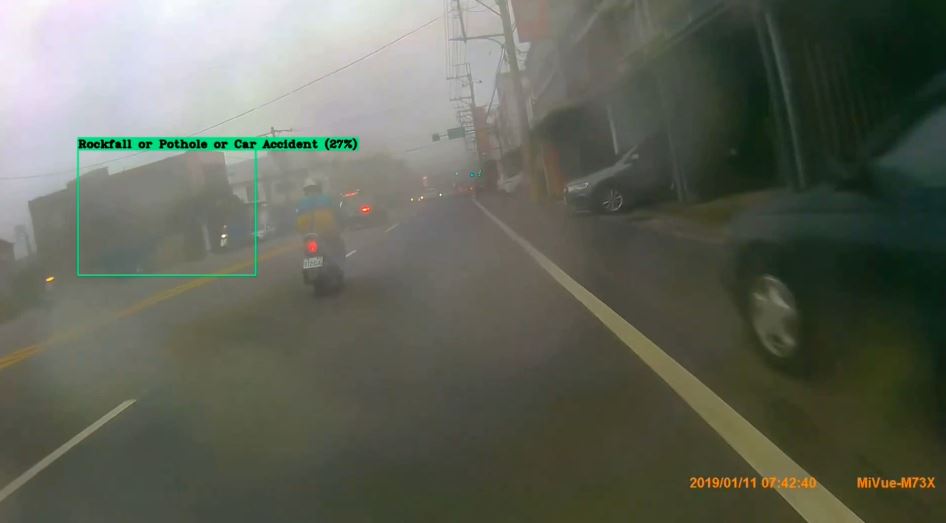 Rockfall or Pothole or Car Accident (27%)
2019/01/11 07:42:40 MiVue-M73X